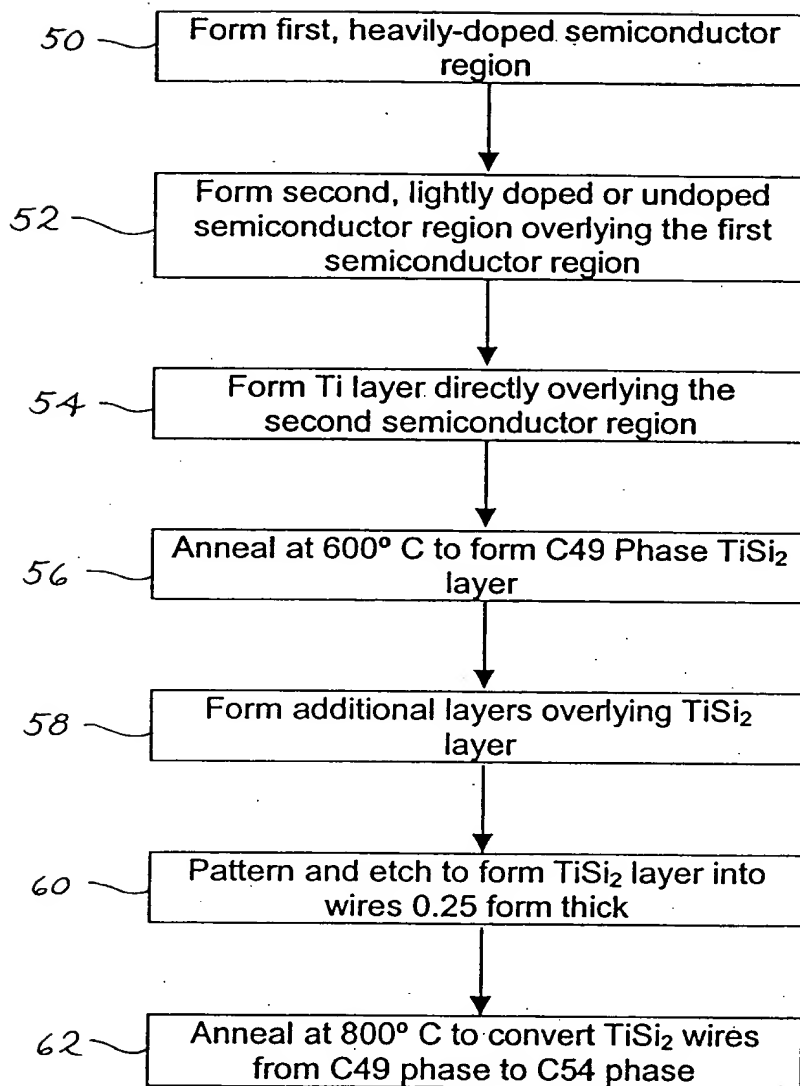 50
Form first, heavily-doped semiconductor
region
52
Form second, lightly doped or undoped
semiconductor region overlying the first
semiconductor region
54
Form Ti layer directly overlying the
second semiconductor region
56
Anneal at 600º C to form C49 Phase TiSi₂
layer
58
Form additional layers overlying TiSi₂
layer
60
Pattern and etch to form TiSi₂ layer into
wires 0.25 form thick
62
Anneal at 800º C to convert TiSi₂ wires
from C49 phase to C54 phase